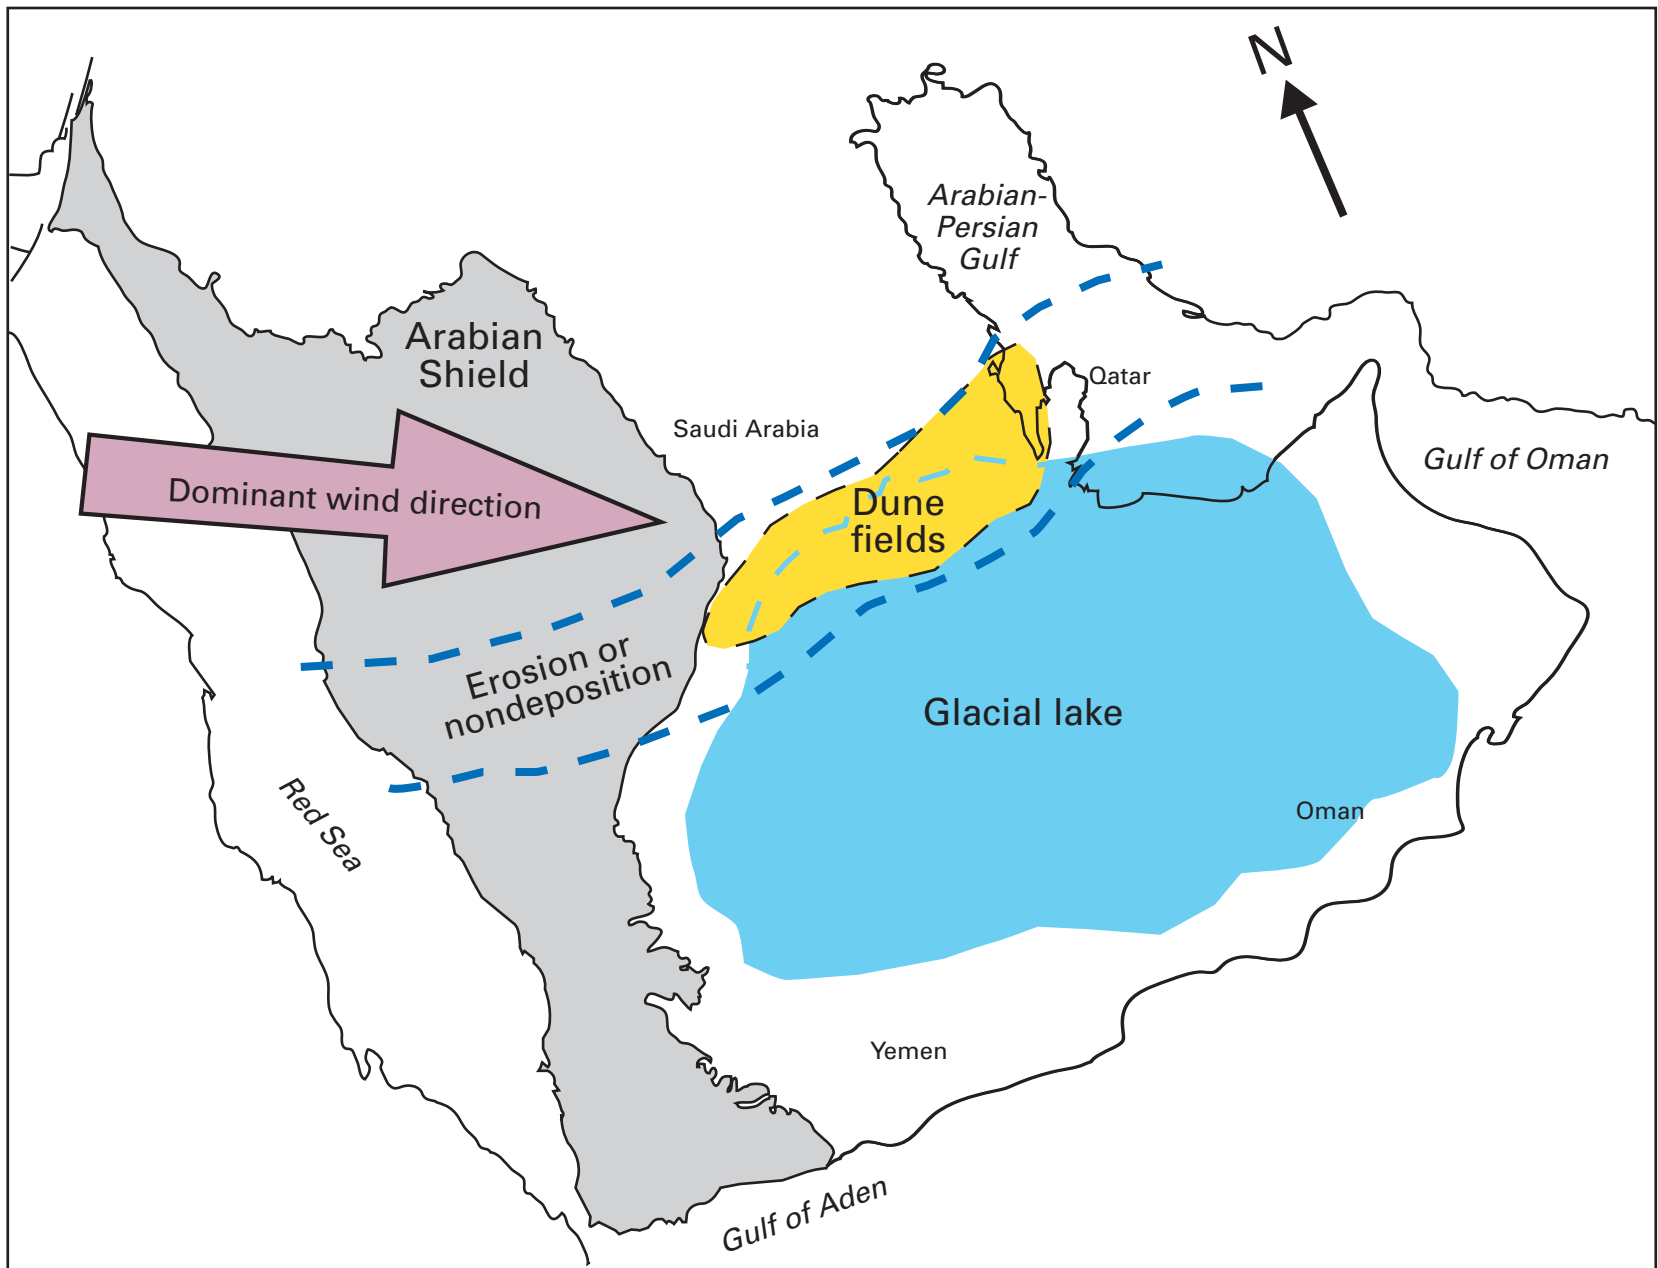 N
Arabian-
Persian
Gulf
Arabian
Shield
Qatar
Saudi Arabia
Gulf of Oman
Dominant wind direction
Dune
fields
Erosion or
nondeposition
Glacial lake
Red Sea
Oman
Yemen
Gulf of Aden